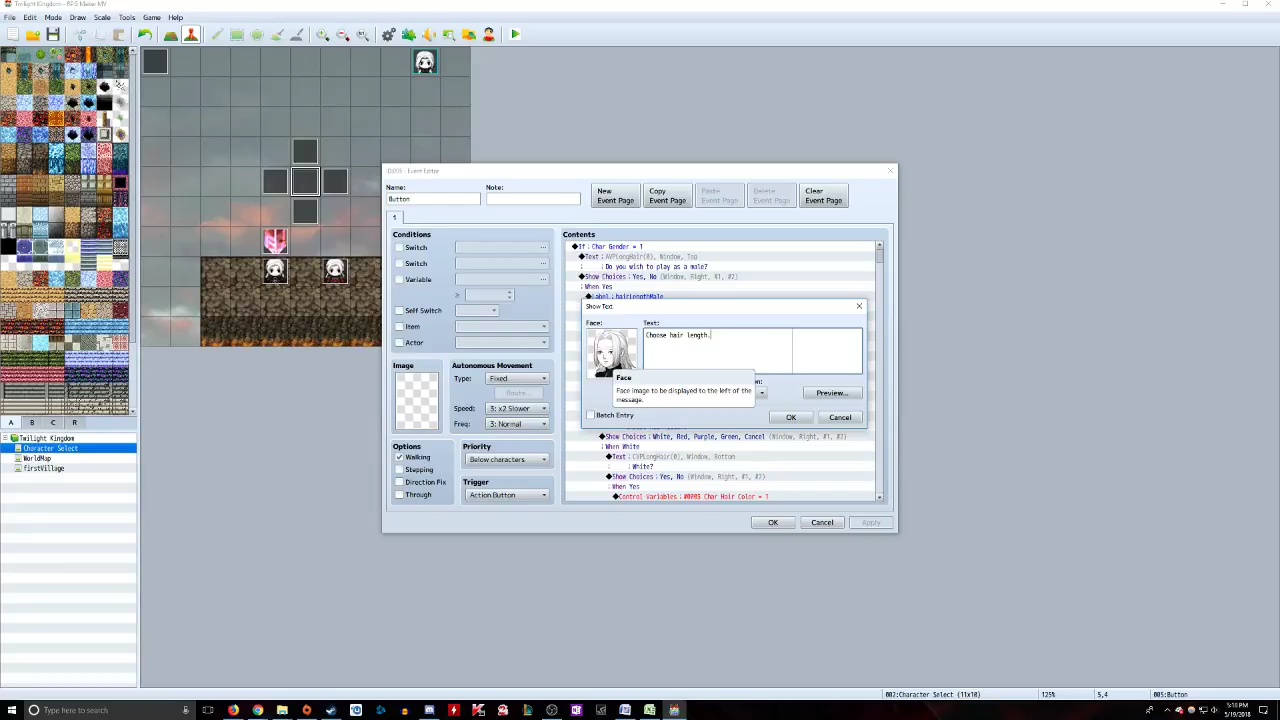 Twilight Kingdom - RPG Maker MV
File Edit Mode Draw Scale Tools Game Help
ID:005 - Event Editor
Name:
Note:
Button
New Event Page
Copy Event Page
Paste Event Page
Delete Event Page
Clear Event Page
1
Conditions
Switch
Switch
Variable
≥
Self Switch
Item
Actor
Image
Autonomous Movement
Type:
Fixed
Route...
Speed:
3: x2 Slower
Freq:
3: Normal
Options
Walking
Stepping
Direction Fix
Through
Priority
Below characters
Trigger
Action Button
Contents
◆If : Char Gender = 1
◆Text : AVPLongHair(0), Window, Top
: : Do you wish to play as a male?
◆Show Choices : Yes, No (Window, Right, #1, #2)
: When Yes
◆Label : hairLengthMale
Show Text
Face:
Text:
Choose hair length.
Face
Face image to be displayed to the left of the
message.
on:
Preview...
Batch Entry
OK
Cancel
◆Show Choices : White, Red, Purple, Green, Cancel (Window, Right, #1, #2)
: When White
◆Text : CVPLongHair(0), Window, Bottom
: : White?
◆Show Choices : Yes, No (Window, Right, #1, #2)
: When Yes
◆Control Variables : #0003 Char Hair Color = 1
OK
Cancel
Apply
A B C R
Twilight Kingdom
Character Select
WorldMap
firstVillage
002:Character Select (11x10)
125%
5,4
005:Button
Type here to search
5:18 PM
5/19/2018